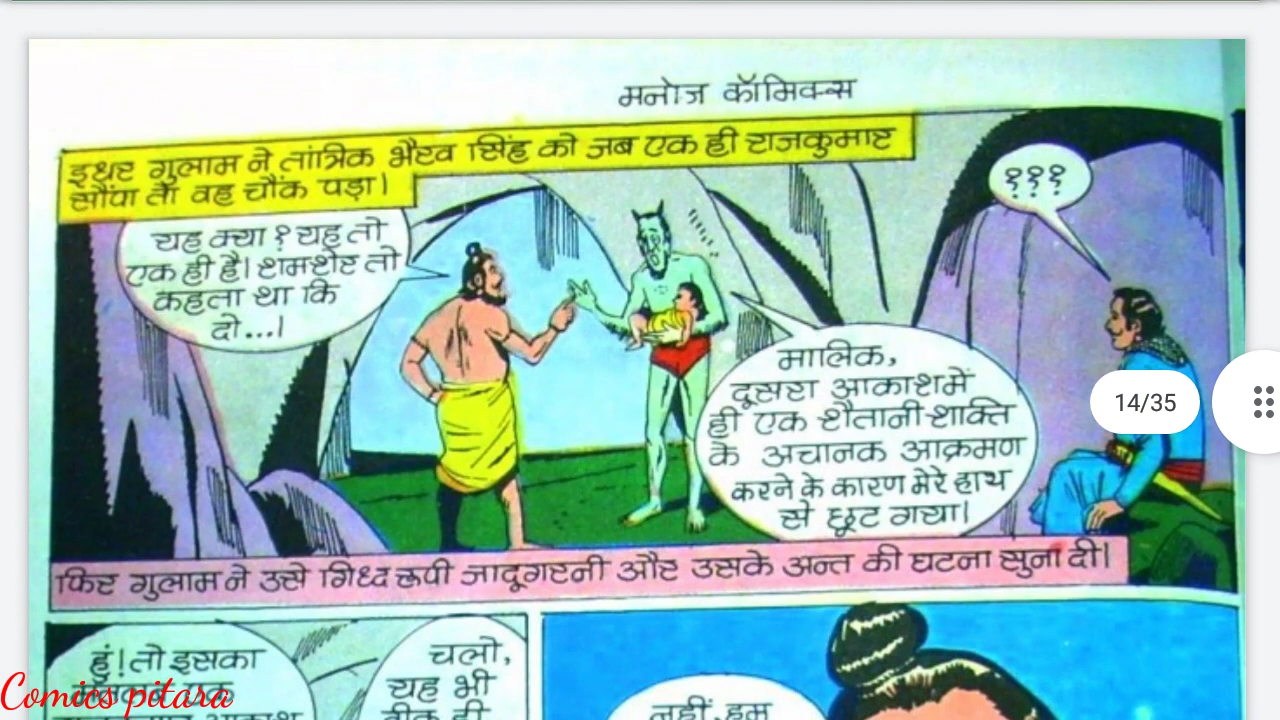 मनोज कॉमिक्स
इधर गुलाम ने तांत्रिक भैरव सिंह को जब एक ही राजकुमार
सौंपा तो वह चौंक पड़ा।
???
यह क्या? यह तो
एक ही है। शमशेर तो
कहता था कि
दो...।
मालिक,
दूसरा आकाशमें
ही एक शैतानी शक्ति
के अचानक आक्रमण
करने के कारण मेरे हाथ
से छूट गया।
14/35
फिर गुलाम ने उसे गिध्द रूपी जादूगरनी और उसके अन्त की घटना सुना दी।
हूं! तो इसका
एक
चलो,
यह भी
नहीं, हम
Comics pitara